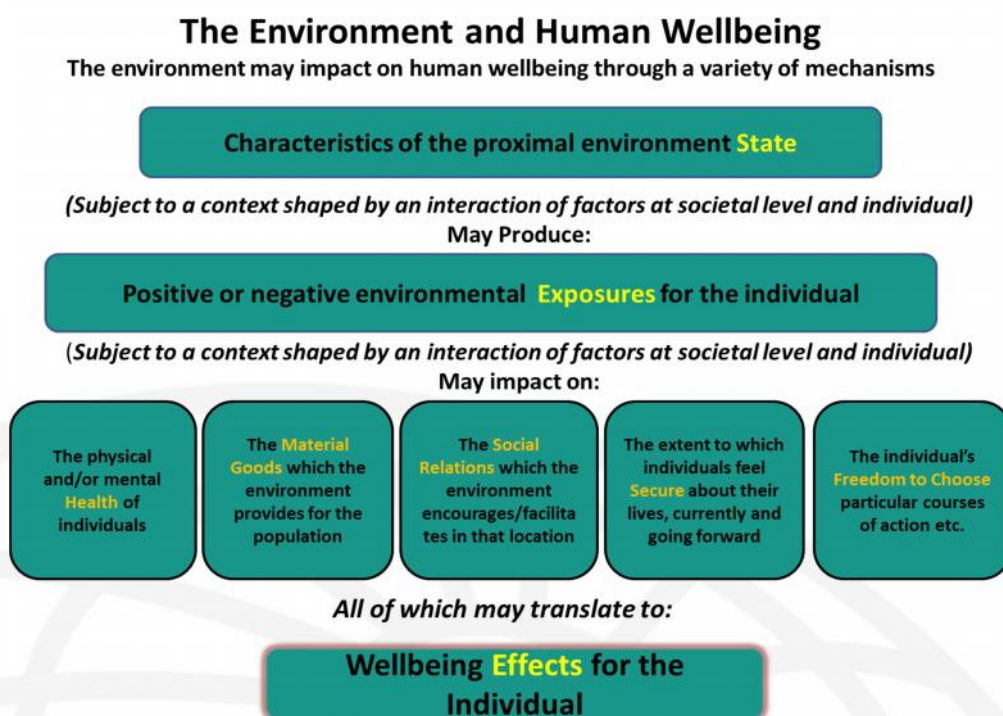 The Environment and Human Wellbeing
The environment may impact on human wellbeing through a variety of mechanisms
Characteristics of the proximal environment State
(Subject to a context shaped by an interaction of factors at societal level and individual)
May Produce:
Positive or negative environmental Exposures for the individual
(Subject to a context shaped by an interaction of factors at societal level and individual)
May impact on:
The physical
and/or mental
Health of
individuals
The Material
Goods which the
environment
provides for the
population
The Social
Relations which the
environment
encourages/facilita
tes in that location
The extent to which
individuals feel
Secure about their
lives, currently and
going forward
The individual's
Freedom to Choose
particular courses
of action etc.
All of which may translate to:
Wellbeing Effects for the
Individual